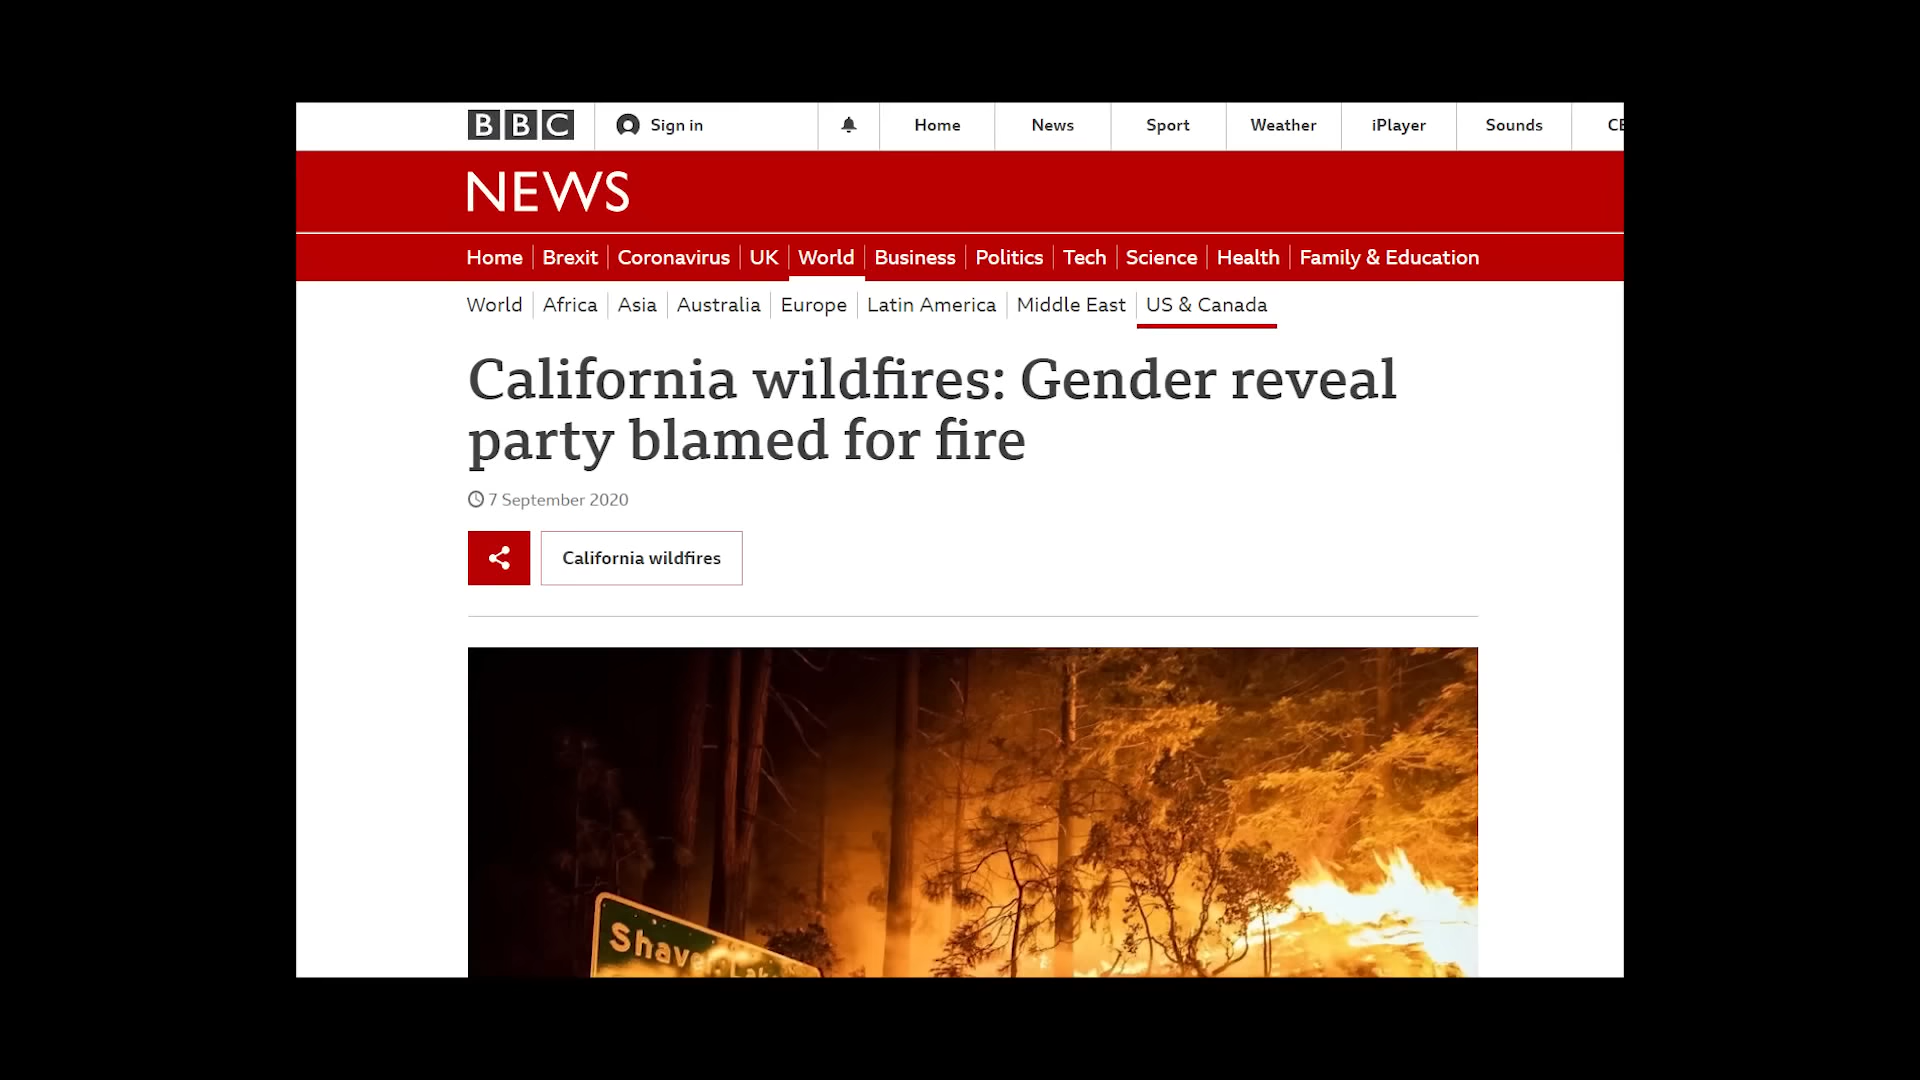 BBC Sign in Home News Sport Weather iPlayer Sounds
NEWS
Home Brexit Coronavirus UK World Business Politics Tech Science Health Family & Education
World Africa Asia Australia Europe Latin America Middle East US & Canada
California wildfires: Gender reveal
party blamed for fire
7 September 2020
California wildfires
Shaver Lake